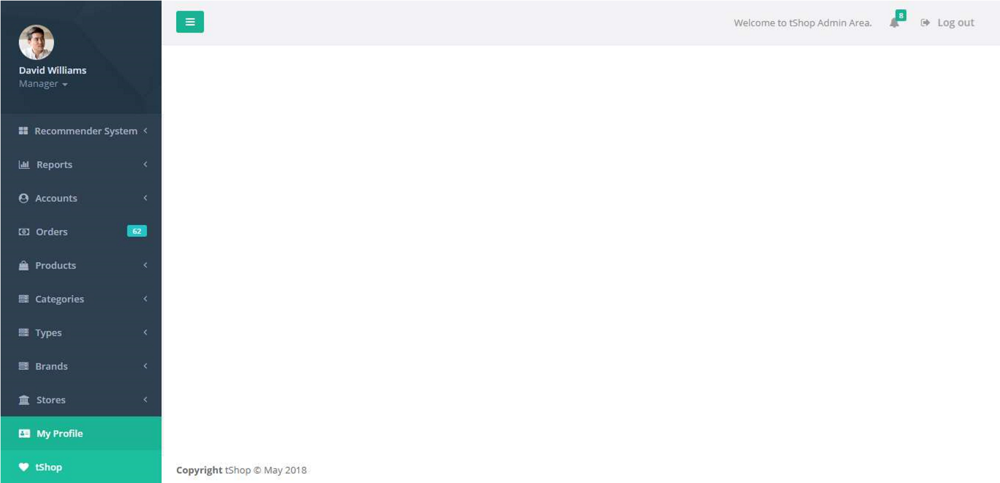 David Williams
Manager
Recommender System
Reports
Accounts
Orders 62
Products
Categories
Types
Brands
Stores
My Profile
tShop
Welcome to tShop Admin Area. 8 Log out
Copyright tShop © May 2018